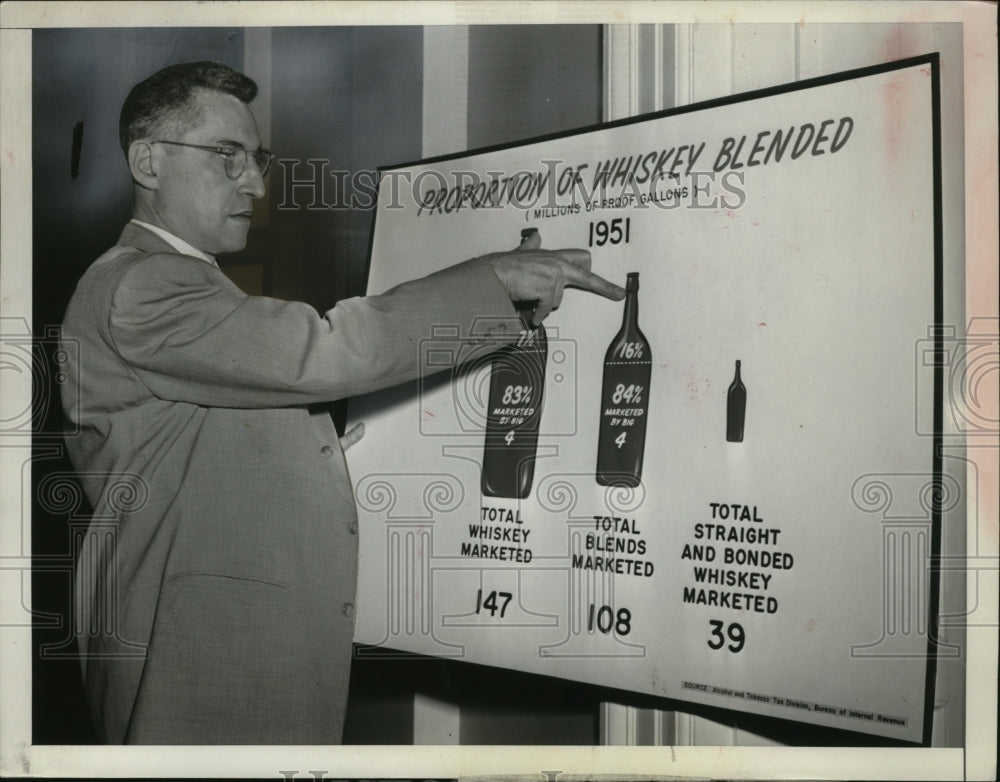 PROPORTION OF WHISKEY BLENDED
( MILLIONS OF PROOF GALLONS )
1951
83%
MARKETED
BY BIG
4
16%
84%
MARKETED
BY BIG
4
TOTAL
WHISKEY
MARKETED
147
TOTAL
BLENDS
MARKETED
108
TOTAL
STRAIGHT
AND BONDED
WHISKEY
MARKETED
39
SOURCE: Alcohol and Tobacco Tax Division, Bureau of Internal Revenue
HISTORIC IMAGES